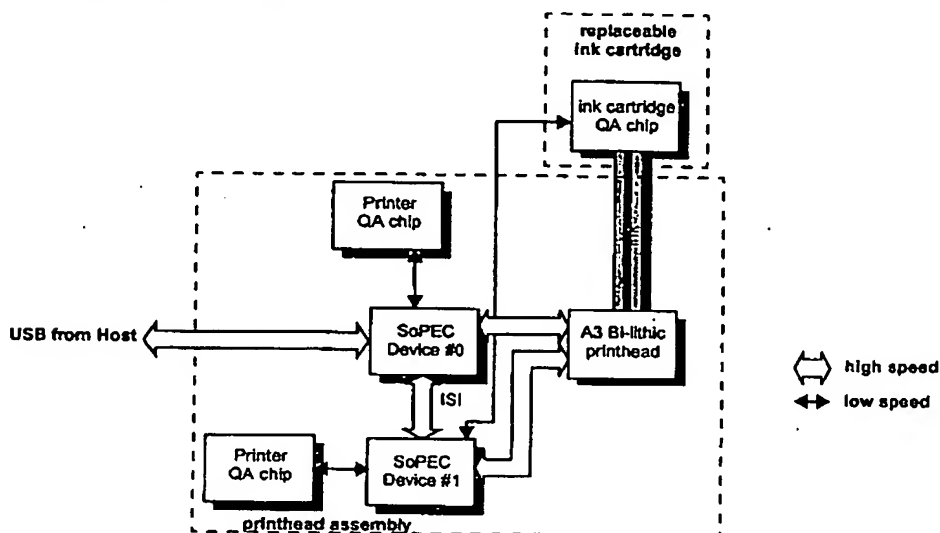 replaceable
ink cartridge
ink cartridge
QA chip
Printer
QA chip
USB from Host
SoPEC
Device #0
A3 Bi-lithic
printhead
high speed
ISI
low speed
Printer
QA chip
SoPEC
Device #1
printhead assembly